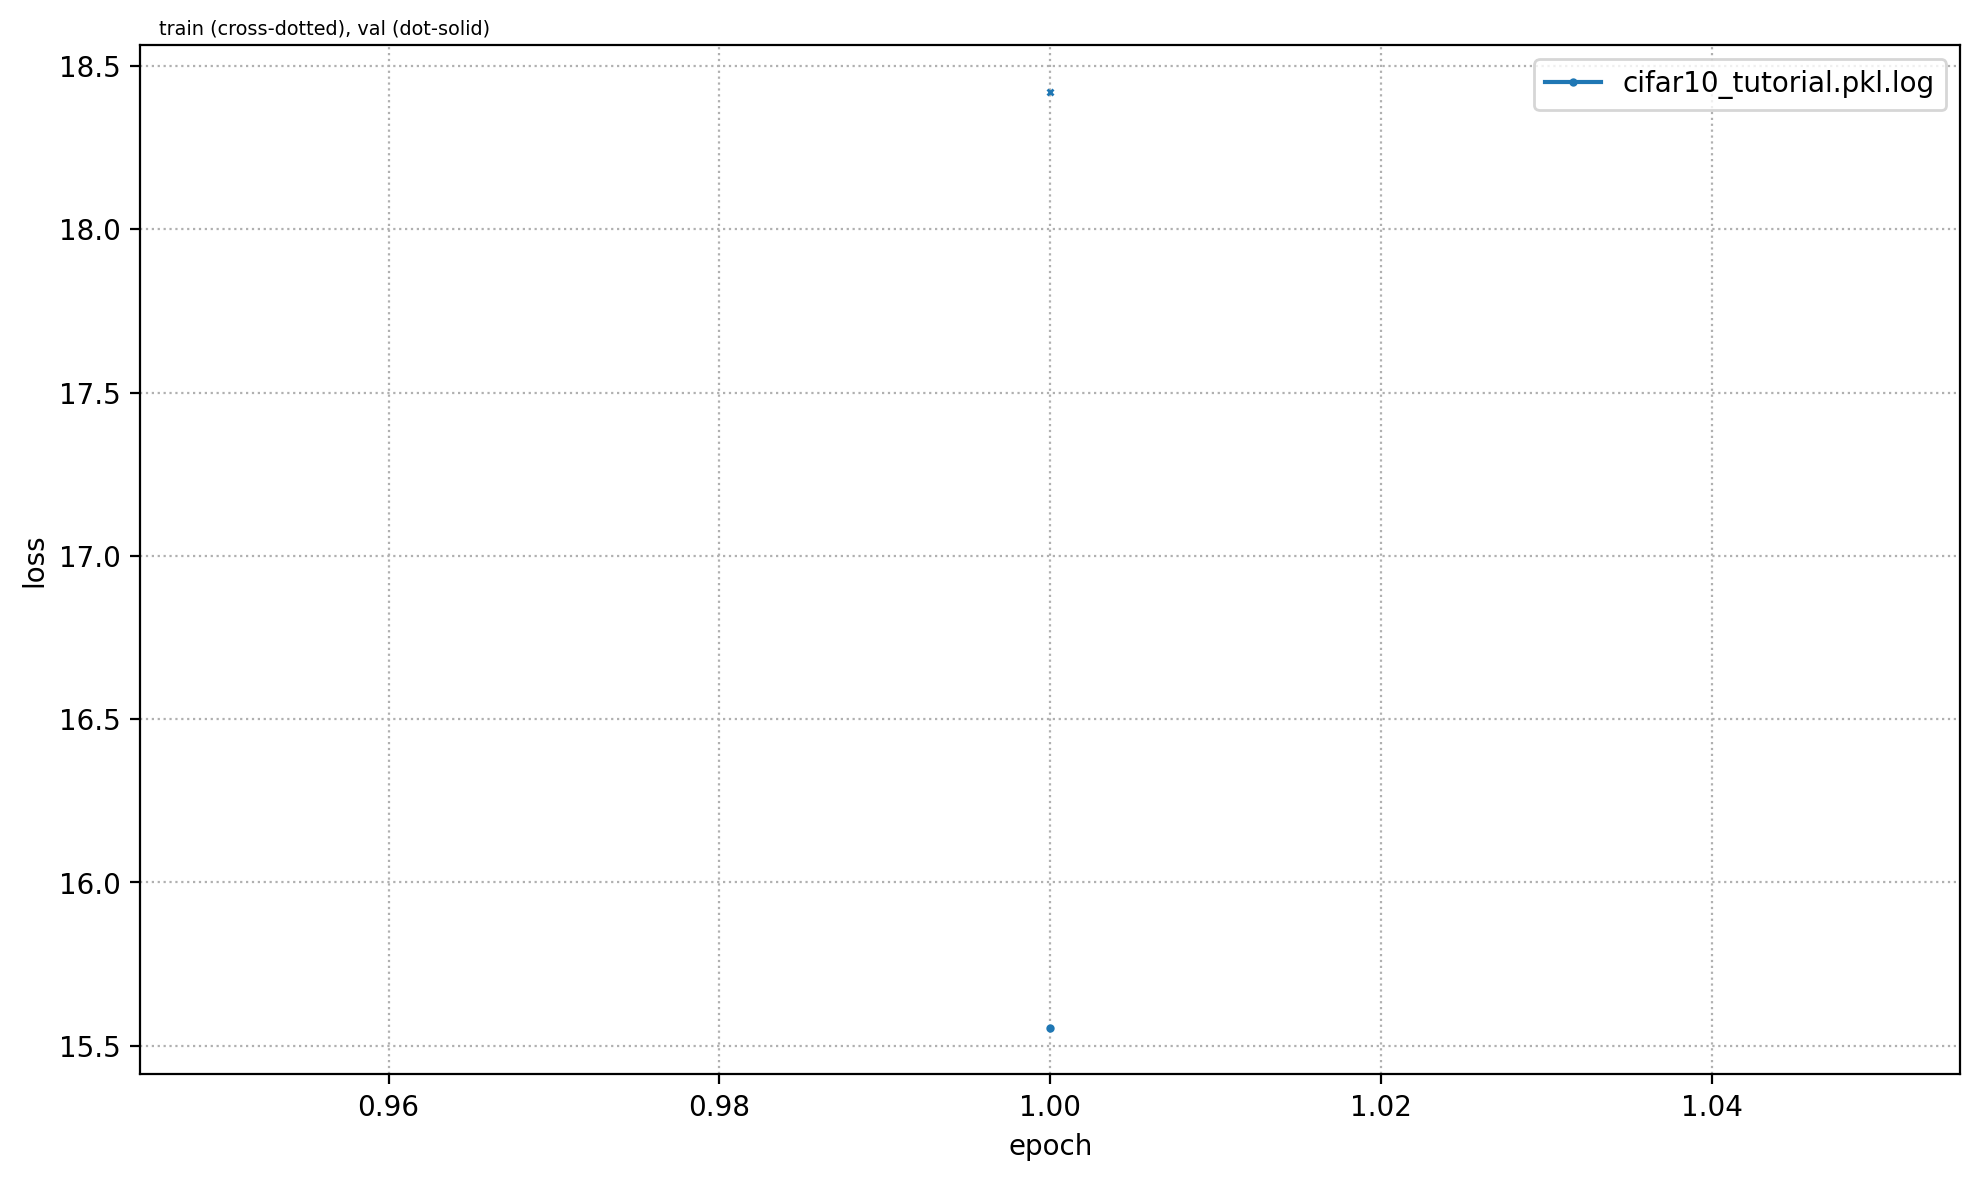 train (cross-dotted), val (dot-solid)
18.5
cifar10_tutorial.pkl.log
18.0
17.5
17.0
loss
16.5
16.0
15.5
0.96 0.98 1.00 1.02 1.04
epoch